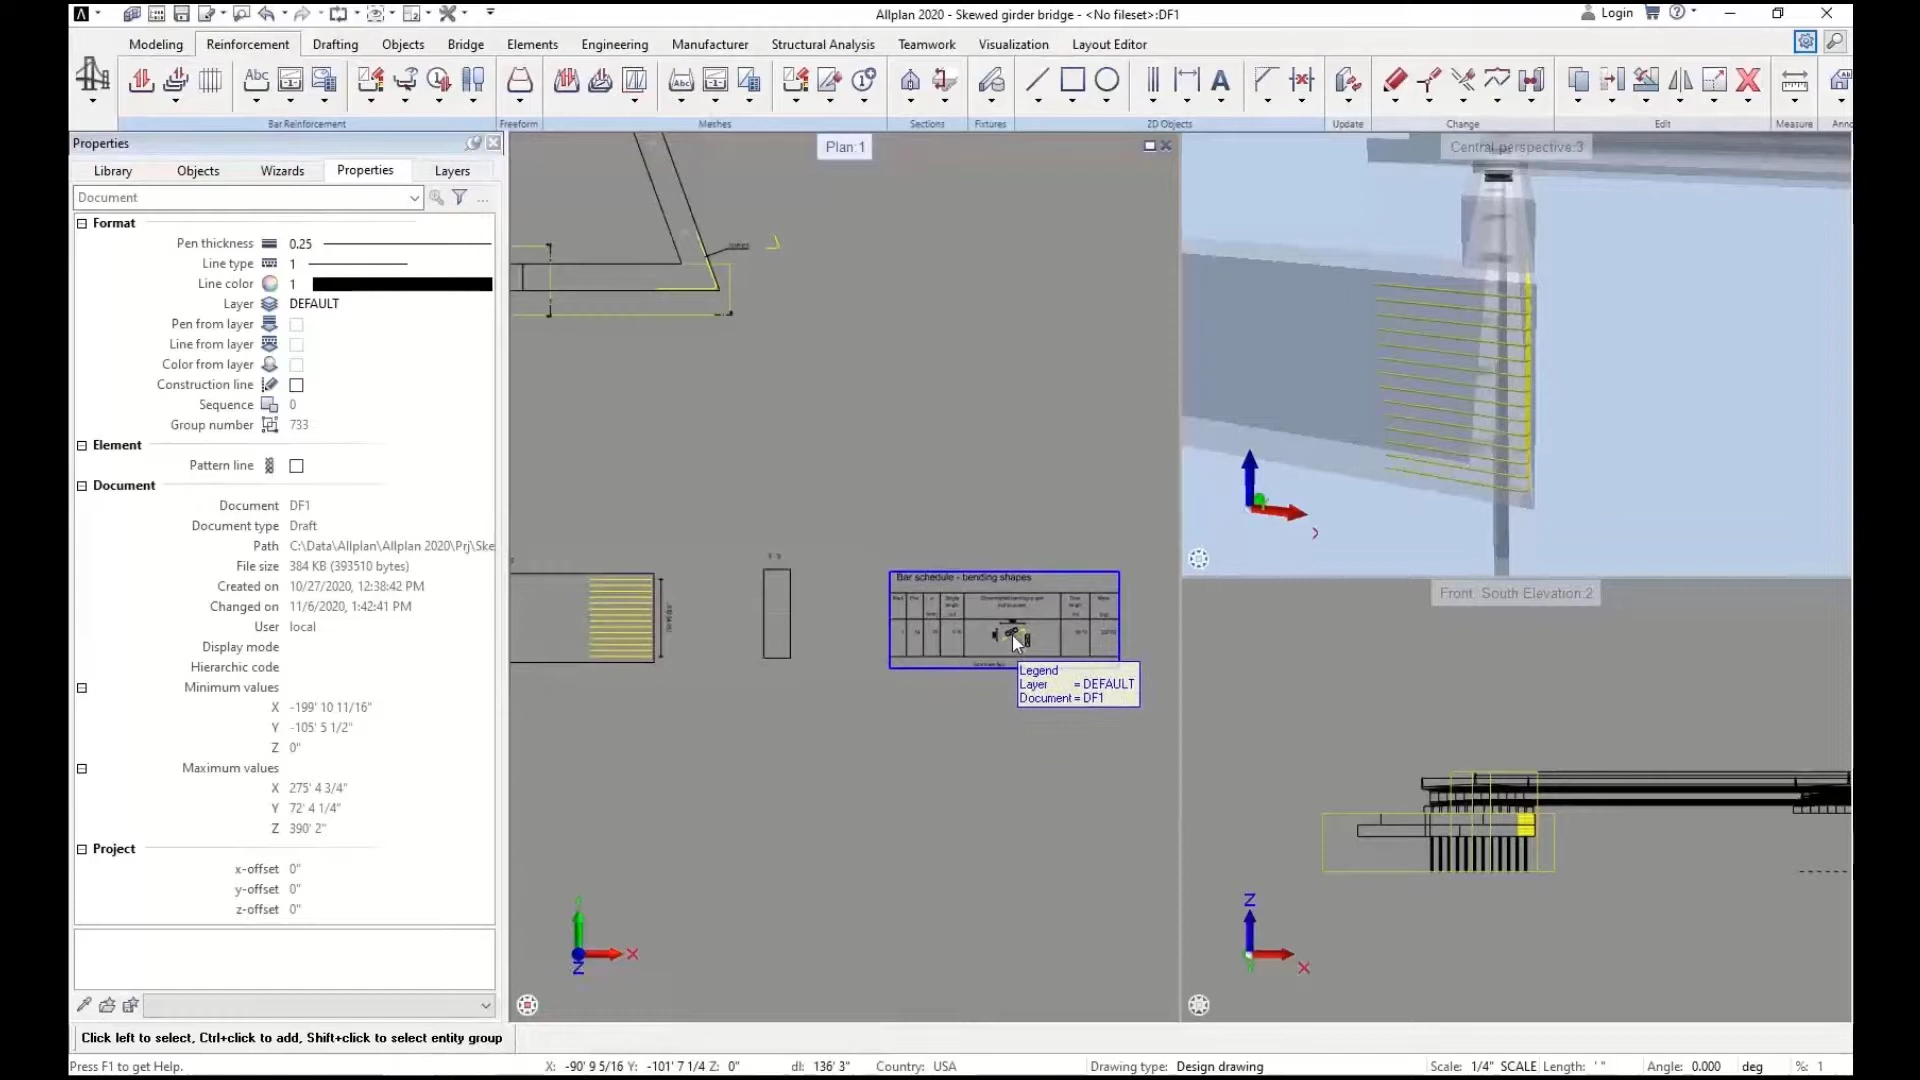 Allplan 2020 - Skewed girder bridge - <No fileset>:DF1
Login
Modeling
Reinforcement
Drafting
Objects
Bridge
Elements
Engineering
Manufacturer
Structural Analysis
Teamwork
Visualization
Layout Editor
Bar Reinforcement
Freeform
Meshes
Sections
Fixtures
2D Objects
Update
Change
Edit
Measure
Properties
Library
Objects
Wizards
Properties
Layers
Document
Format
Pen thickness 0.25
Line type 1
Line color 1
Layer DEFAULT
Pen from layer
Line from layer
Color from layer
Construction line
Sequence 0
Group number 733
Element
Pattern line
Document
Document DF1
Document type Draft
Path C:\Data\Allplan\Allplan 2020\Prj\Ske
File size 384 KB (393510 bytes)
Created on 10/27/2020, 12:38:42 PM
Changed on 11/6/2020, 1:42:41 PM
User local
Display mode
Hierarchic code
Minimum values
X -199' 10 11/16"
Y -105' 5 1/2"
Z 0"
Maximum values
X 275' 4 3/4"
Y 72' 4 1/4"
Z 390' 2"
Project
x-offset 0"
y-offset 0"
z-offset 0"
Plan:1
Central perspective:3
Front, South Elevation:2
Bar schedule - bending shapes
Legend
Layer = DEFAULT
Document = DF1
X
Z
Z
X
Click left to select, Ctrl+click to add, Shift+click to select entity group
Press F1 to get Help.
X: -90' 9 5/16 Y: -101' 7 1/4 Z: 0" dl: 136' 3" Country: USA Drawing type: Design drawing Scale: 1/4" SCALE Length: ' " Angle: 0.000 deg %: 1